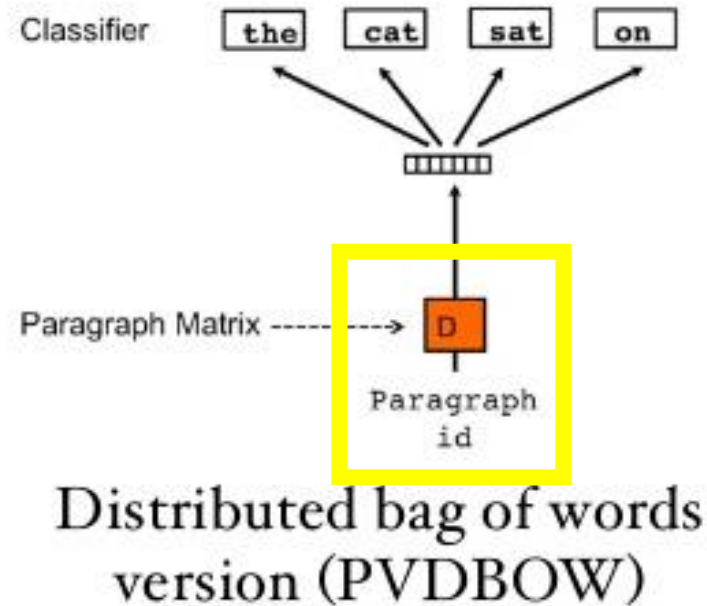 Classifier the cat sat on
Paragraph Matrix D
Paragraph
id
Distributed bag of words
version (PVDBOW)